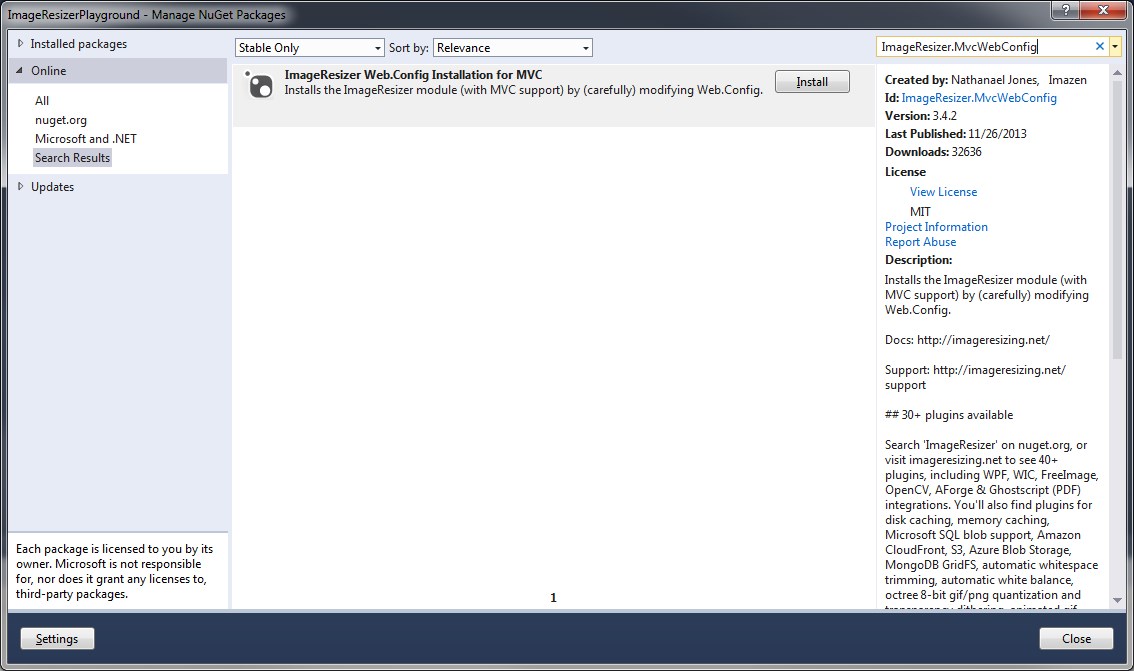 ImageResizerPlayground - Manage NuGet Packages
?
Installed packages
Online
All
nuget.org
Microsoft and .NET
Search Results
Updates
Each package is licensed to you by its
owner. Microsoft is not responsible
for, nor does it grant any licenses to,
third-party packages.
Stable Only
Sort by:
Relevance
ImageResizer Web.Config Installation for MVC
Installs the ImageResizer module (with MVC support) by (carefully) modifying Web.Config.
Install
1
ImageResizer.MvcWebConfig
Created by: Nathanael Jones, Imazen
Id: ImageResizer.MvcWebConfig
Version: 3.4.2
Last Published: 11/26/2013
Downloads: 32636
License
View License
MIT
Project Information
Report Abuse
Description:
Installs the ImageResizer module (with
MVC support) by (carefully) modifying
Web.Config.
Docs: http://imageresizing.net/
Support: http://imageresizing.net/
support
## 30+ plugins available
Search 'ImageResizer' on nuget.org, or
visit imageresizing.net to see 40+
plugins, including WPF, WIC, FreeImage,
OpenCV, AForge & Ghostscript (PDF)
integrations. You'll also find plugins for
disk caching, memory caching,
Microsoft SQL blob support, Amazon
CloudFront, S3, Azure Blob Storage,
MongoDB GridFS, automatic whitespace
trimming, automatic white balance,
octree 8-bit gif/png quantization and
transparency dithering, animated gif
Settings
Close